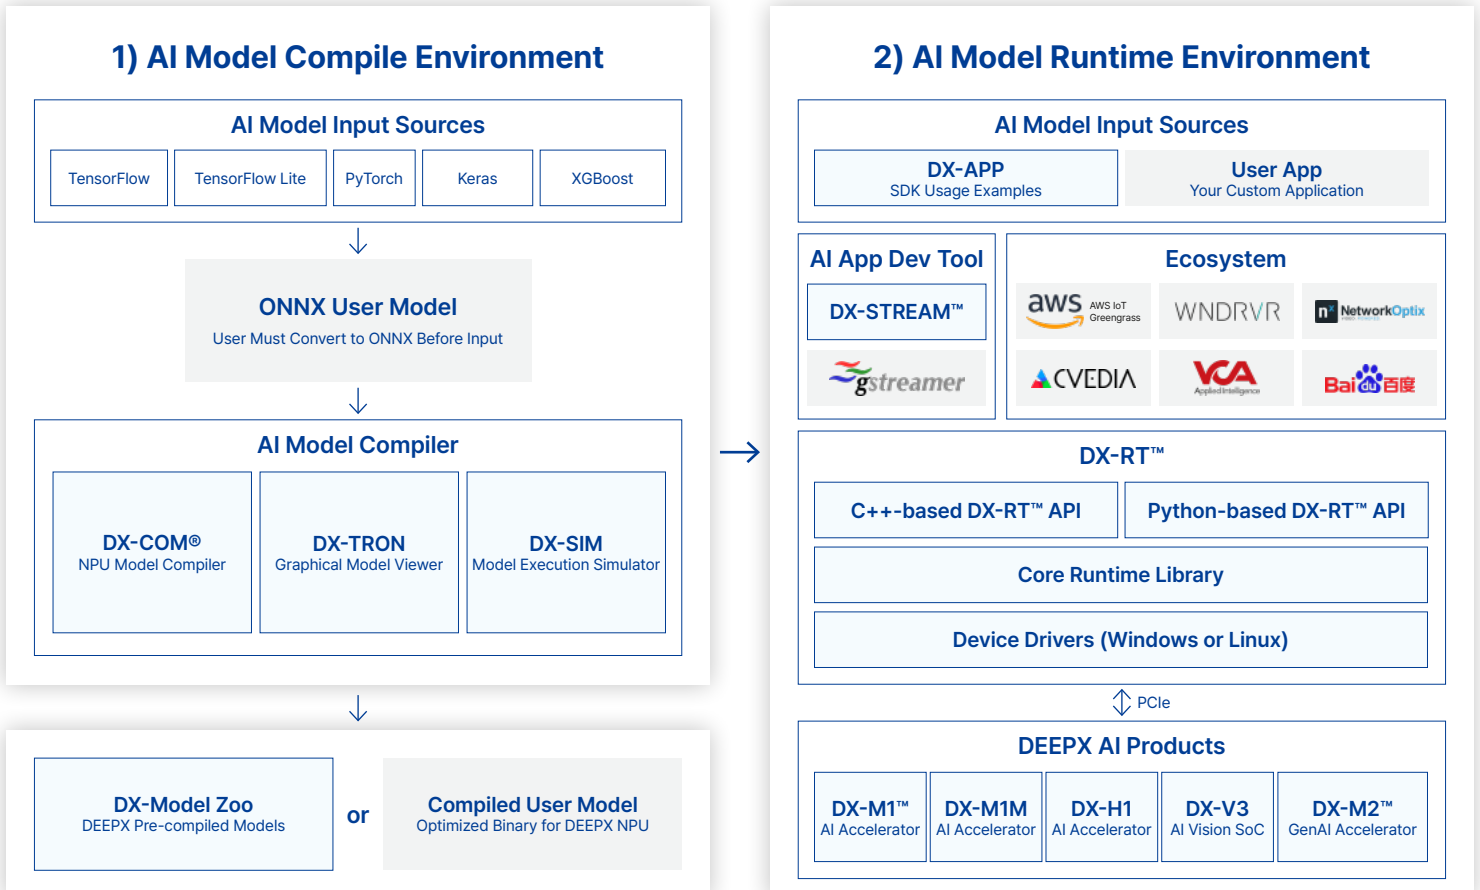 1) AI Model Compile Environment
AI Model Input Sources
TensorFlow
TensorFlow Lite
PyTorch
Keras
XGBoost
ONNX User Model
User Must Convert to ONNX Before Input
AI Model Compiler
DX-COM®
NPU Model Compiler
DX-TRON
Graphical Model Viewer
DX-SIM
Model Execution Simulator
DX-Model Zoo
DEEPX Pre-compiled Models
or
Compiled User Model
Optimized Binary for DEEPX NPU
2) AI Model Runtime Environment
AI Model Input Sources
DX-APP
SDK Usage Examples
User App
Your Custom Application
AI App Dev Tool
DX-STREAM™
gstreamer
Ecosystem
aws
AWS IoT
Greengrass
WNDRVR
nx NetworkOptix
CVEDIA
VCA
Applied Intelligence
Bai du 百度
DX-RT™
C++-based DX-RT™ API
Python-based DX-RT™ API
Core Runtime Library
Device Drivers (Windows or Linux)
PCIe
DEEPX AI Products
DX-M1™
AI Accelerator
DX-M1M
AI Accelerator
DX-H1
AI Accelerator
DX-V3
AI Vision SoC
DX-M2™
GenAI Accelerator